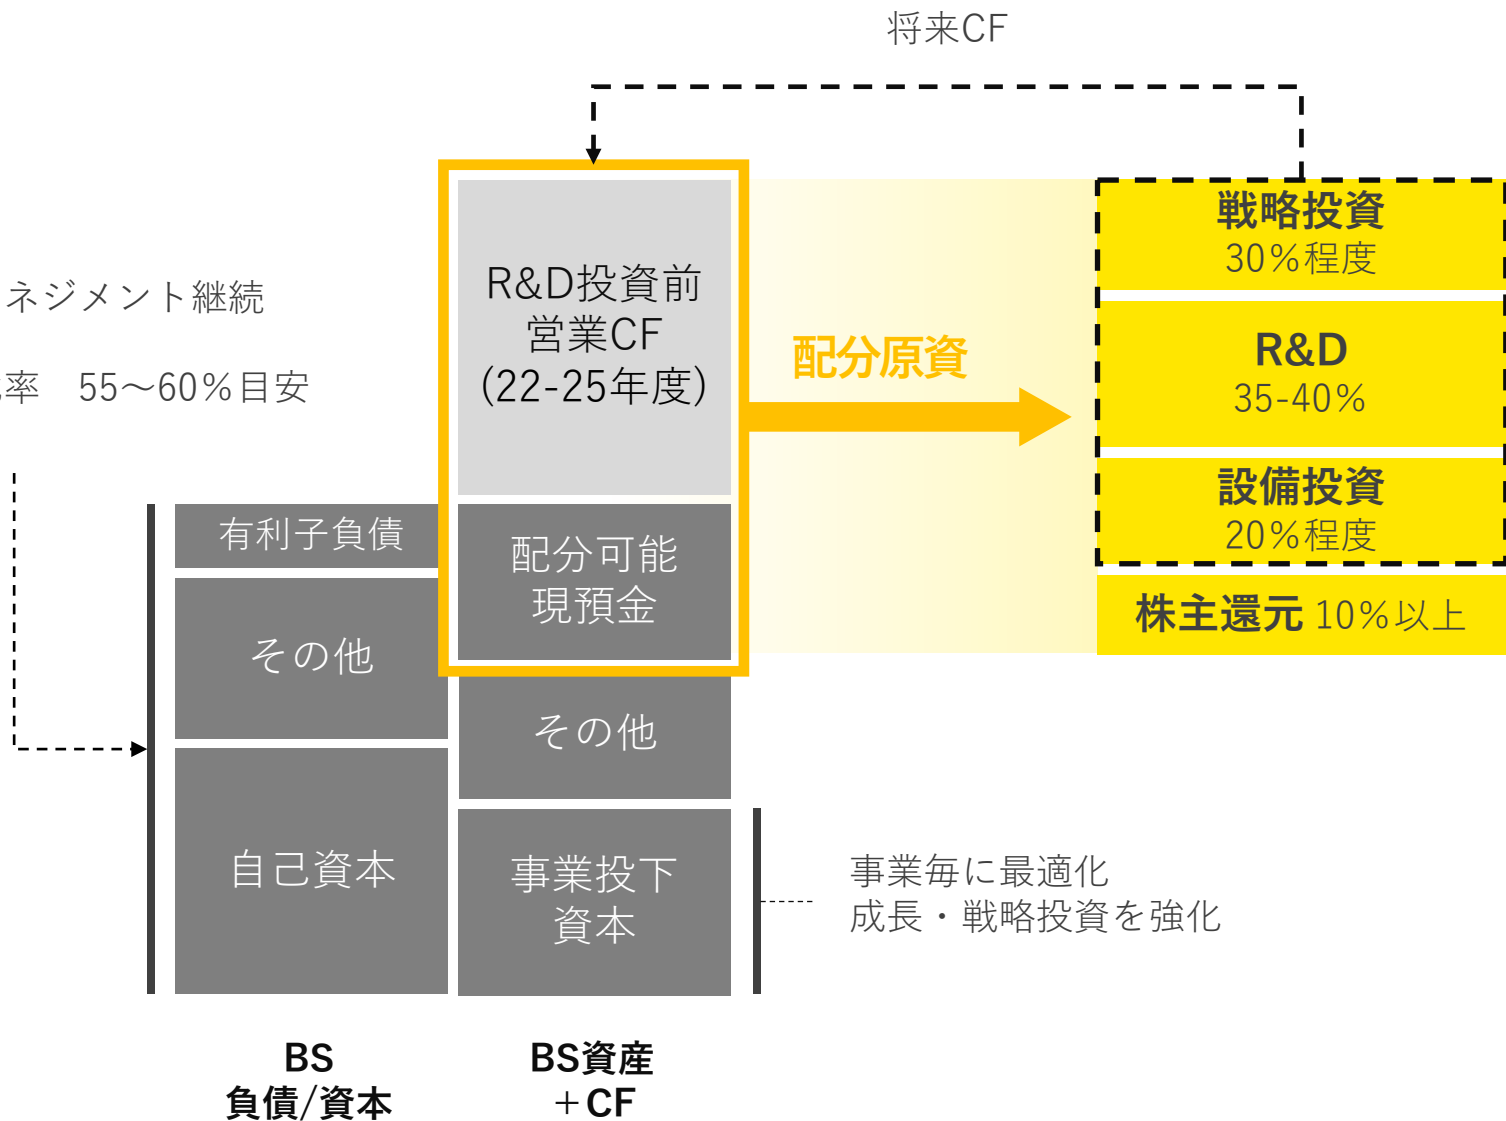 将来CF
ネジメント継続
率　55～60％目安
R&D投資前
営業CF
(22-25年度)
配分原資
戦略投資
30％程度
R&D
35-40％
設備投資
20％程度
株主還元 10％以上
有利子負債
その他
自己資本
配分可能
現預金
その他
事業投下
資本
事業毎に最適化
成長・戦略投資を強化
BS
負債/資本
BS資産
＋CF